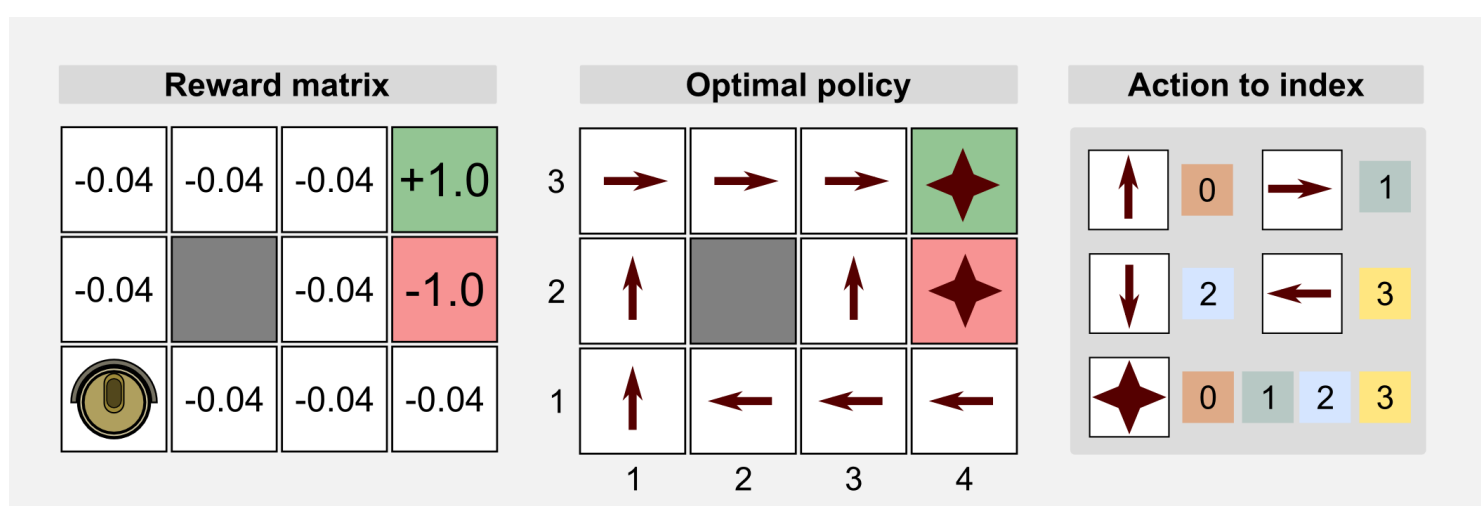 Reward matrix
-0.04 -0.04 -0.04 +1.0
-0.04 -0.04 -1.0
-0.04 -0.04 -0.04
Optimal policy
3
2
1
1 2 3 4
Action to index
0 1
2 3
0 1 2 3